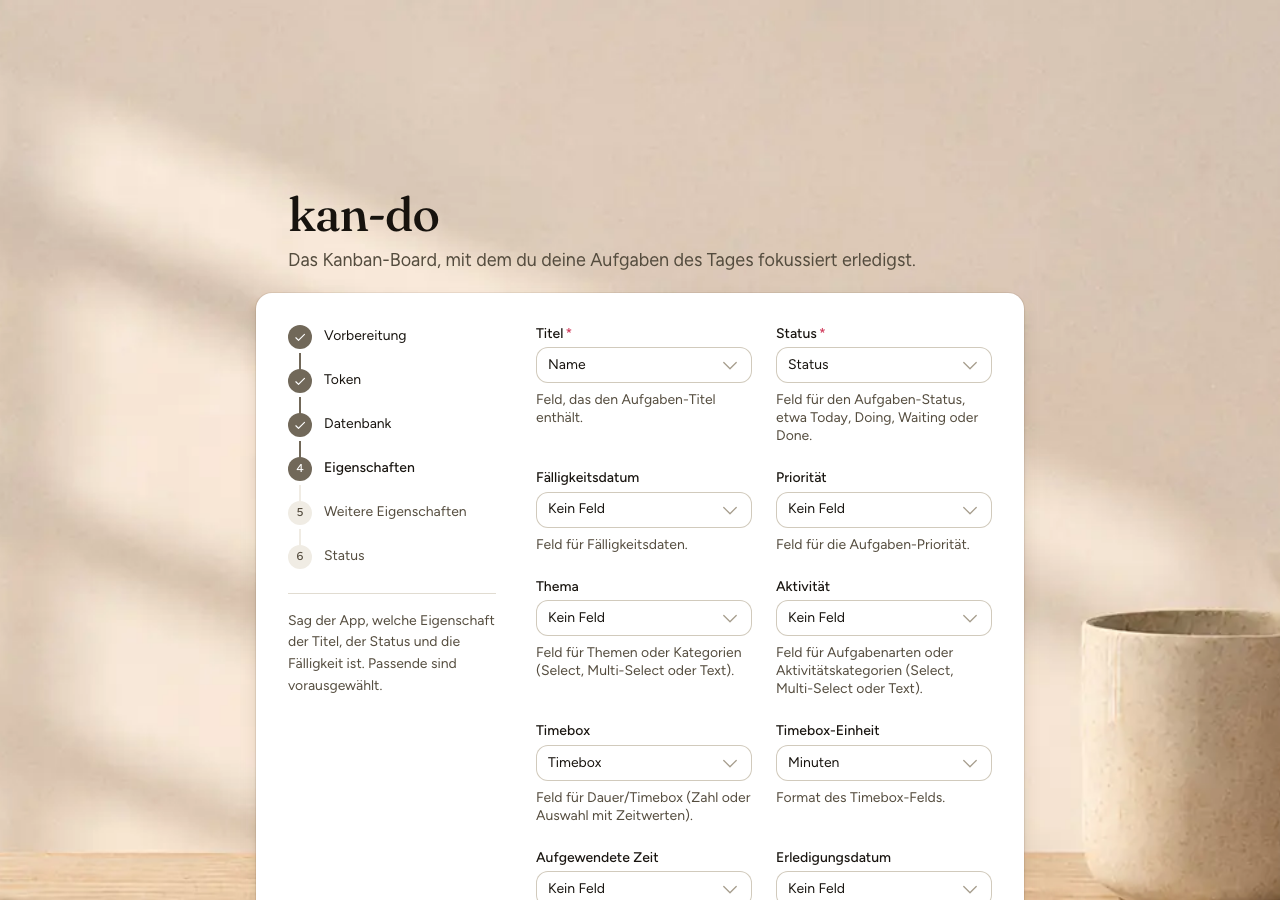 kan-do
Das Kanban-Board, mit dem du deine Aufgaben des Tages fokussiert erledigst.
Vorbereitung
Token
Datenbank
4 Eigenschaften
5 Weitere Eigenschaften
6 Status
Sag der App, welche Eigenschaft
der Titel, der Status und die
Fälligkeit ist. Passende sind
vorausgewählt.
Titel *
Name
Feld, das den Aufgaben-Titel
enthält.
Status *
Status
Feld für den Aufgaben-Status,
etwa Today, Doing, Waiting oder
Done.
Fälligkeitsdatum
Kein Feld
Feld für Fälligkeitsdaten.
Priorität
Kein Feld
Feld für die Aufgaben-Priorität.
Thema
Kein Feld
Feld für Themen oder Kategorien
(Select, Multi-Select oder Text).
Aktivität
Kein Feld
Feld für Aufgabenarten oder
Aktivitätskategorien (Select,
Multi-Select oder Text).
Timebox
Timebox
Feld für Dauer/Timebox (Zahl oder
Auswahl mit Zeitwerten).
Timebox-Einheit
Minuten
Format des Timebox-Felds.
Aufgewendete Zeit
Kein Feld
Erledigungsdatum
Kein Feld